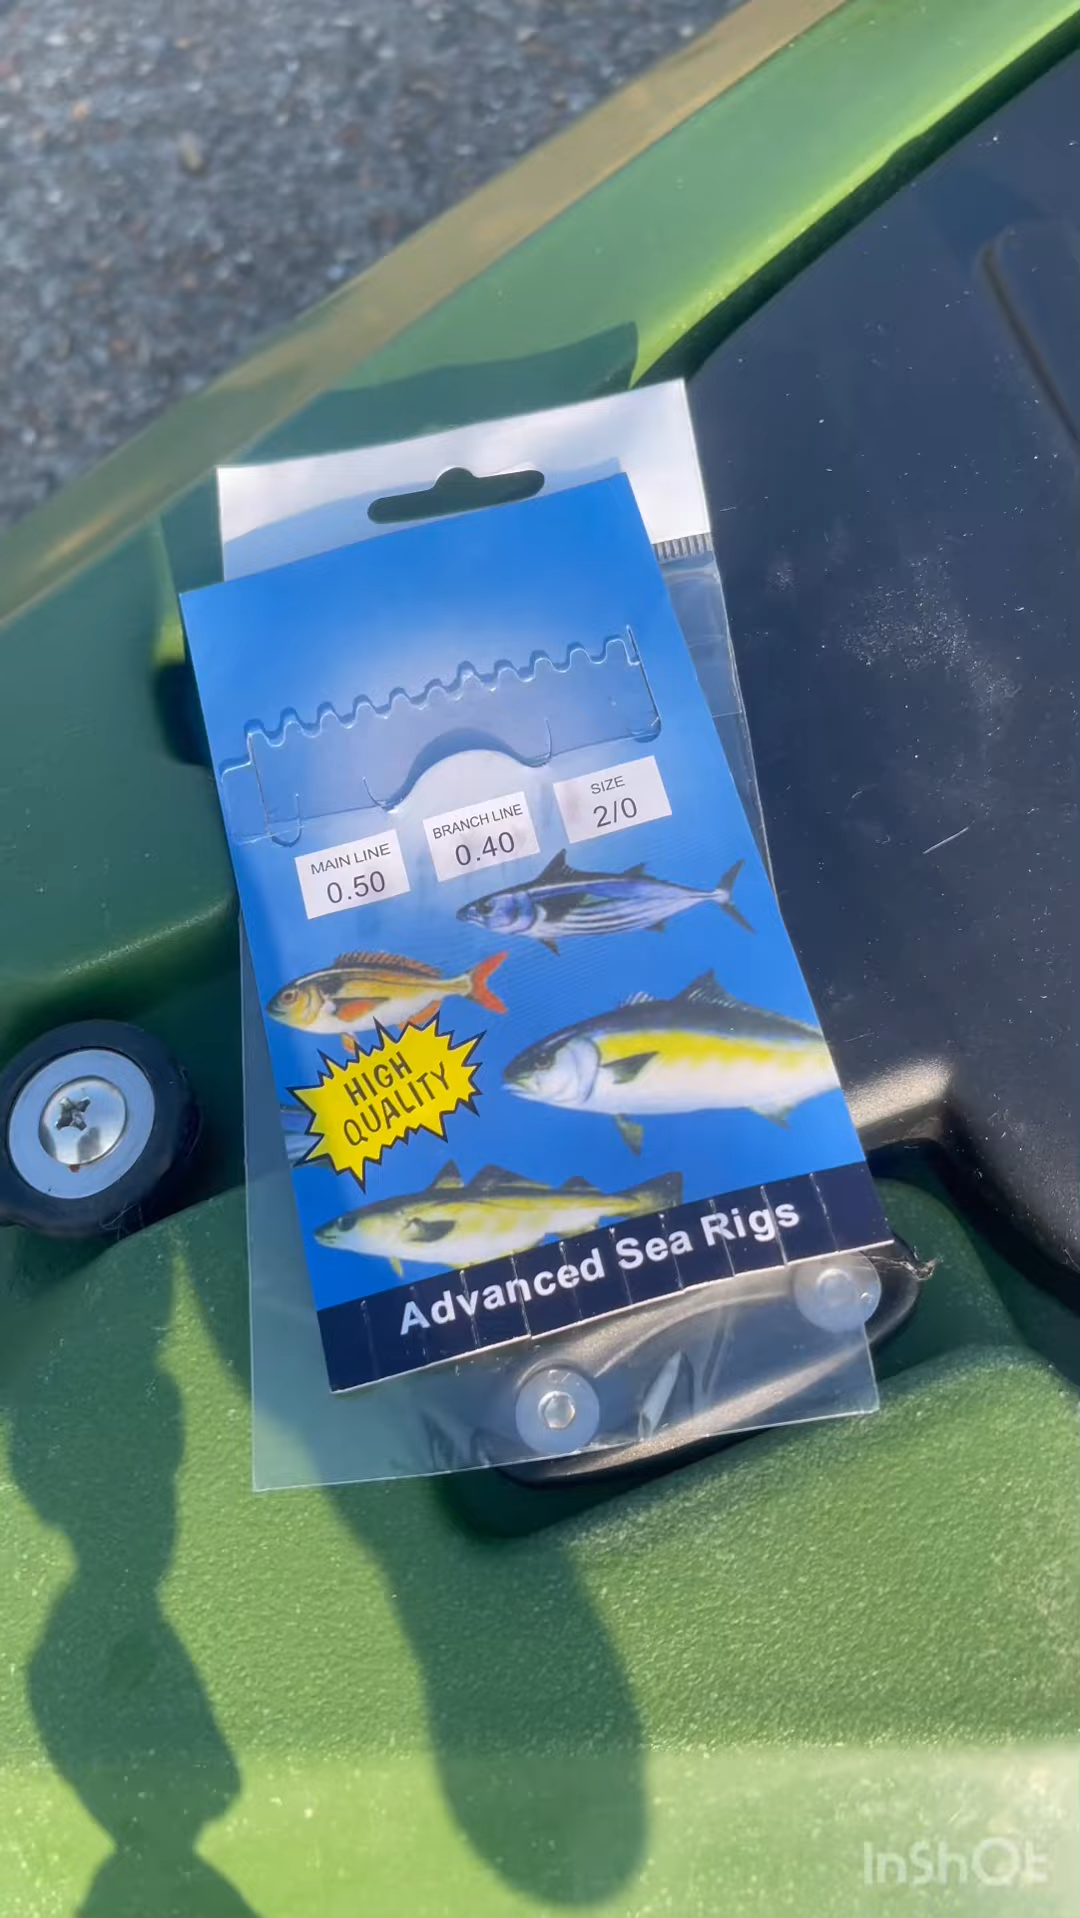 MAIN LINE
0.50
BRANCH LINE
0.40
SIZE
2/0
HIGH
QUALITY
Advanced Sea Rigs
InShOt